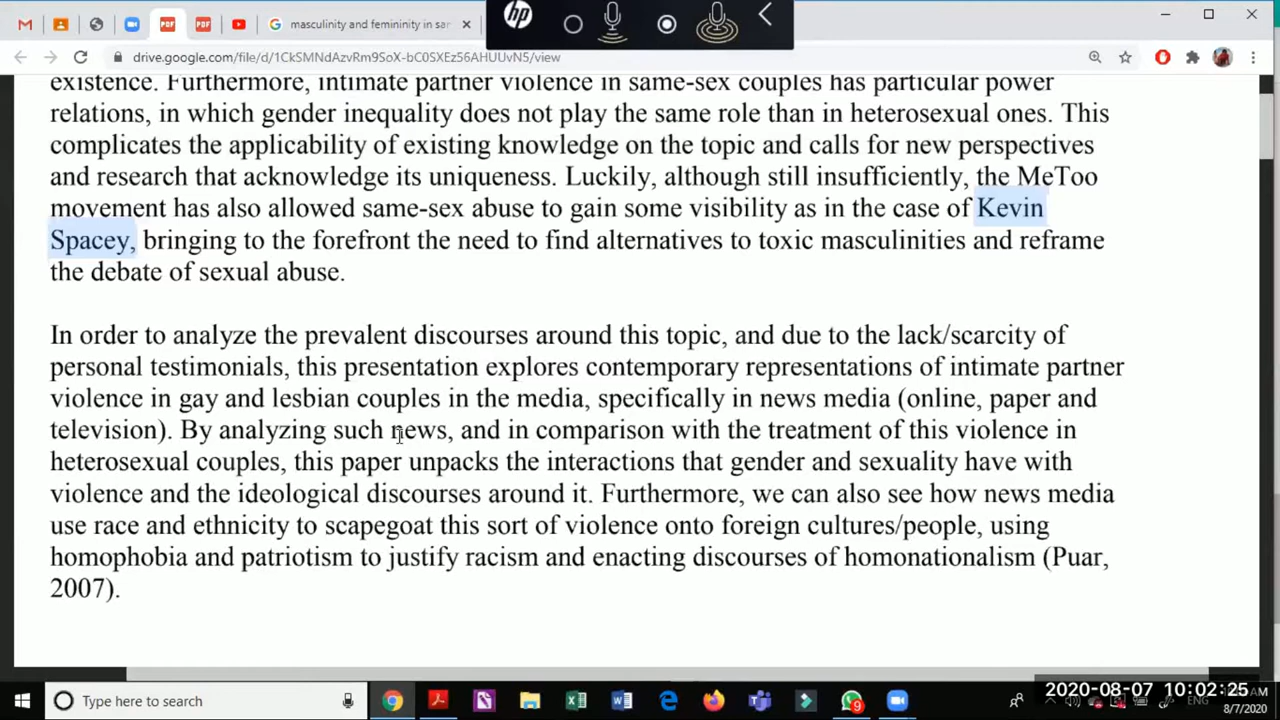 masculinity and femininity in sar
hp
drive.google.com/file/d/1CkSMNdAzvRm9SoX-bC0SXEz56AHUUvN5/view
existence. Furthermore, intimate partner violence in same-sex couples has particular power
relations, in which gender inequality does not play the same role than in heterosexual ones. This
complicates the applicability of existing knowledge on the topic and calls for new perspectives
and research that acknowledge its uniqueness. Luckily, although still insufficiently, the MeToo
movement has also allowed same-sex abuse to gain some visibility as in the case of Kevin
Spacey, bringing to the forefront the need to find alternatives to toxic masculinities and reframe
the debate of sexual abuse.
In order to analyze the prevalent discourses around this topic, and due to the lack/scarcity of
personal testimonials, this presentation explores contemporary representations of intimate partner
violence in gay and lesbian couples in the media, specifically in news media (online, paper and
television). By analyzing such news, and in comparison with the treatment of this violence in
heterosexual couples, this paper unpacks the interactions that gender and sexuality have with
violence and the ideological discourses around it. Furthermore, we can also see how news media
use race and ethnicity to scapegoat this sort of violence onto foreign cultures/people, using
homophobia and patriotism to justify racism and enacting discourses of homonationalism (Puar,
2007).
Type here to search
2020-08-07 10:02:25
8/7/2020